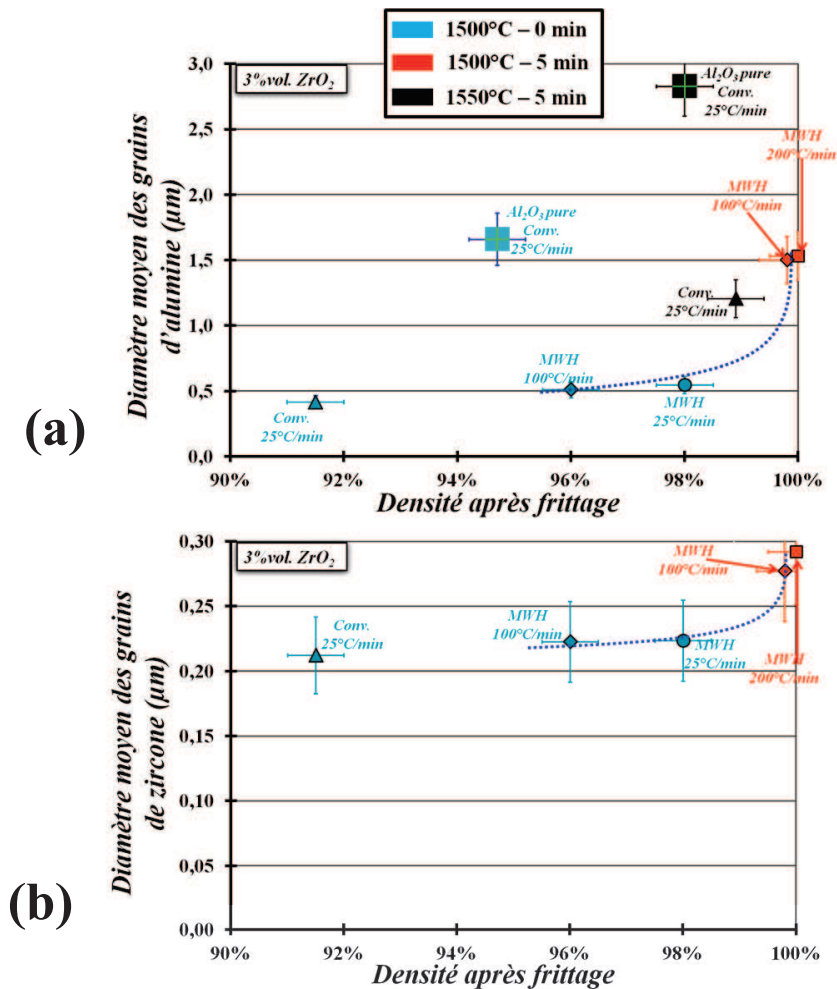 1500°C – 0 min
1500°C – 5 min
1550°C – 5 min
(a)
Diamètre moyen des grains
d'alumine (µm)
3,0
2,5
2,0
1,5
1,0
0,5
0,0
3%vol. ZrO₂
Al₂O₃ pure
Conv.
25°C/min
MWH
200°C/min
MWH
100°C/min
Al₂O₃ pure
Conv.
25°C/min
Conv.
25°C/min
MWH
100°C/min
Conv.
25°C/min
MWH
25°C/min
90%
92%
94%
96%
98%
100%
Densité après frittage
(b)
Diamètre moyen des grains
de zircone (µm)
0,30
0,25
0,20
0,15
0,10
0,05
0,00
3%vol. ZrO₂
MWH
100°C/min
Conv.
25°C/min
MWH
100°C/min
MWH
25°C/min
MWH
200°C/min
90%
92%
94%
96%
98%
100%
Densité après frittage